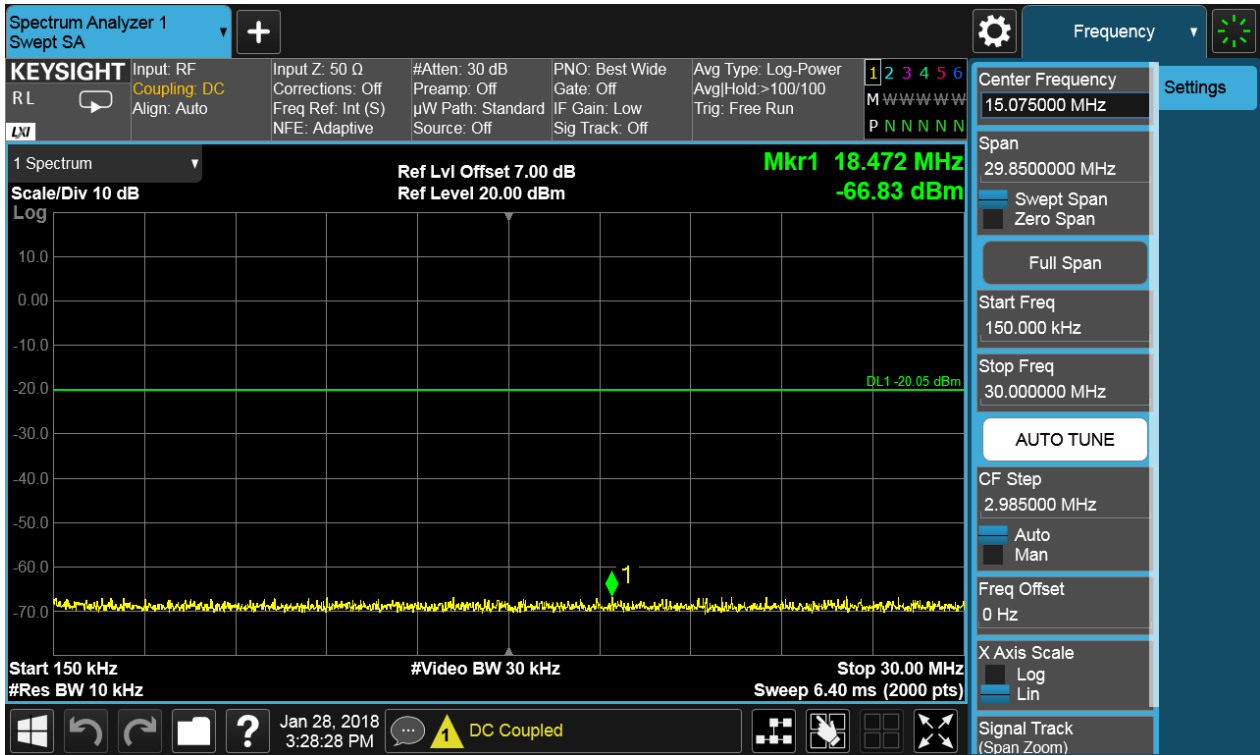 Spectrum Analyzer 1
Swept SA
+
Frequency
KEYSIGHT
R L
LXI
Input: RF
Coupling: DC
Align: Auto
Input Z: 50 Ω
Corrections: Off
Freq Ref: Int (S)
NFE: Adaptive
#Atten: 30 dB
Preamp: Off
µW Path: Standard
Source: Off
PNO: Best Wide
Gate: Off
IF Gain: Low
Sig Track: Off
Avg Type: Log-Power
Avg|Hold:>100/100
Trig: Free Run
1 2 3 4 5 6
M W W W W W
P N N N N N
1 Spectrum
Scale/Div 10 dB
Log
Ref Lvl Offset 7.00 dB
Ref Level 20.00 dBm
Mkr1 18.472 MHz
-66.83 dBm
10.0
0.00
-10.0
-20.0
DL1 -20.05 dBm
-30.0
-40.0
-50.0
-60.0
1
-70.0
Start 150 kHz
#Video BW 30 kHz
Stop 30.00 MHz
#Res BW 10 kHz
Sweep 6.40 ms (2000 pts)
Center Frequency
15.075000 MHz
Span
29.8500000 MHz
Swept Span
Zero Span
Full Span
Start Freq
150.000 kHz
Stop Freq
30.000000 MHz
AUTO TUNE
CF Step
2.985000 MHz
Auto
Man
Freq Offset
0 Hz
X Axis Scale
Log
Lin
Signal Track
(Span Zoom)
Settings
?
Jan 28, 2018
3:28:28 PM
1
DC Coupled